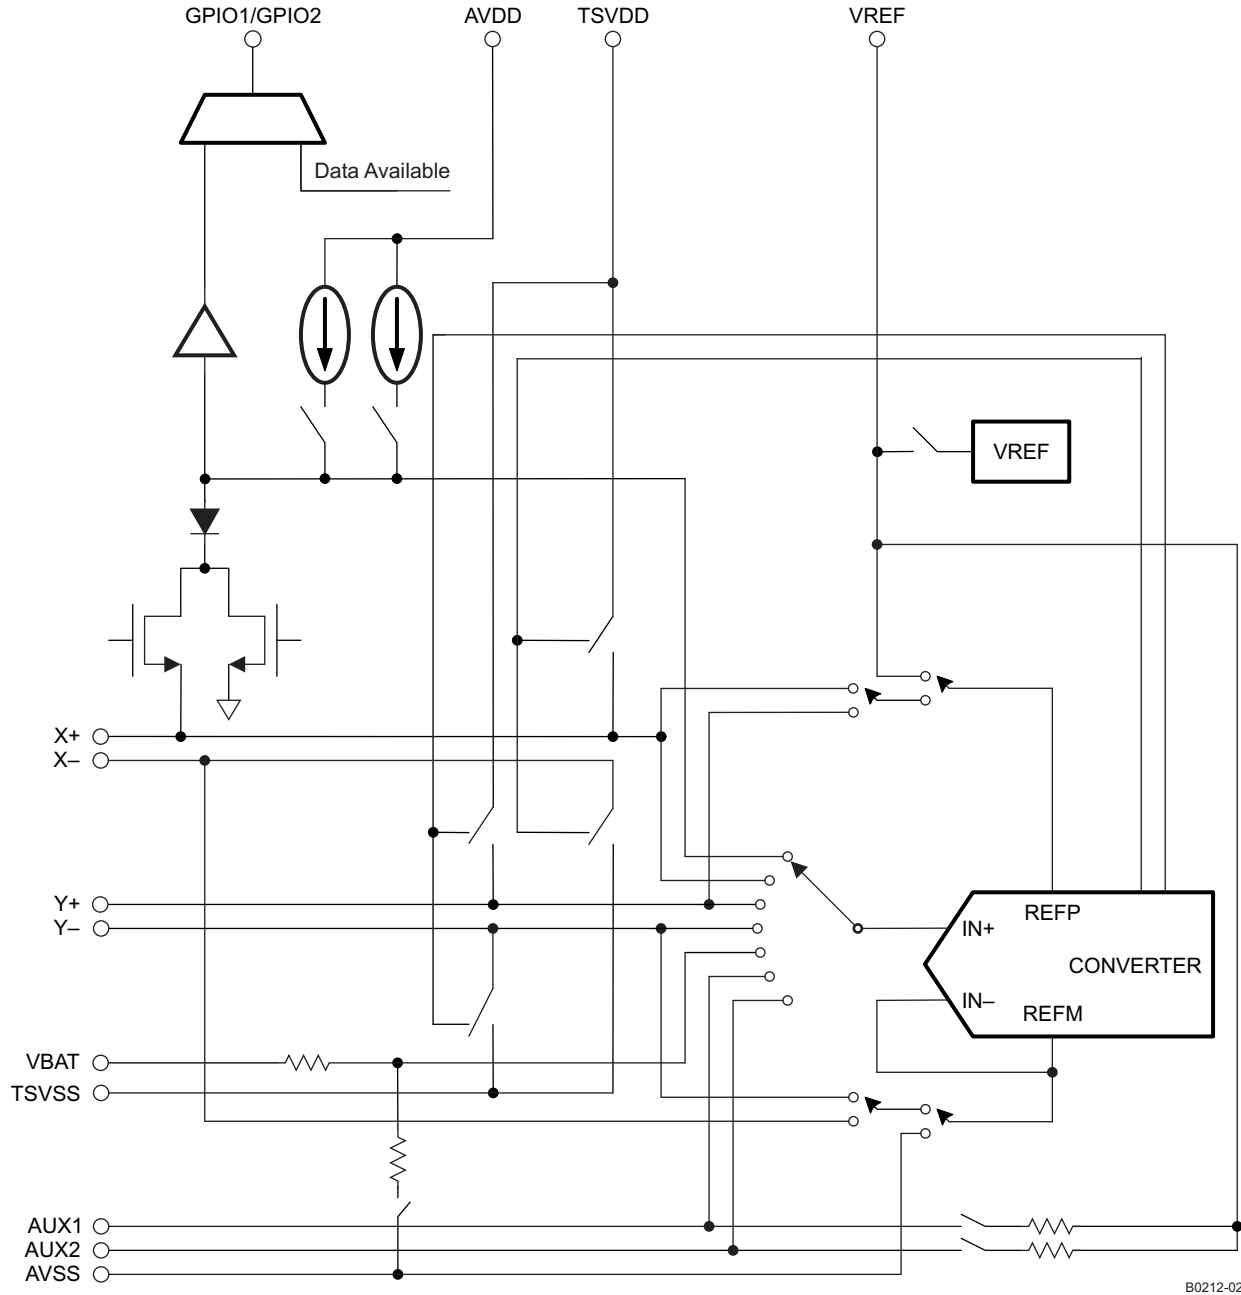 GPIO1/GPIO2
AVDD
TSVDD
VREF
Data Available
VREF
X+
X–
Y+
Y–
REFP
IN+
CONVERTER
IN–
REFM
VBAT
TSVSS
AUX1
AUX2
AVSS
B0212-02